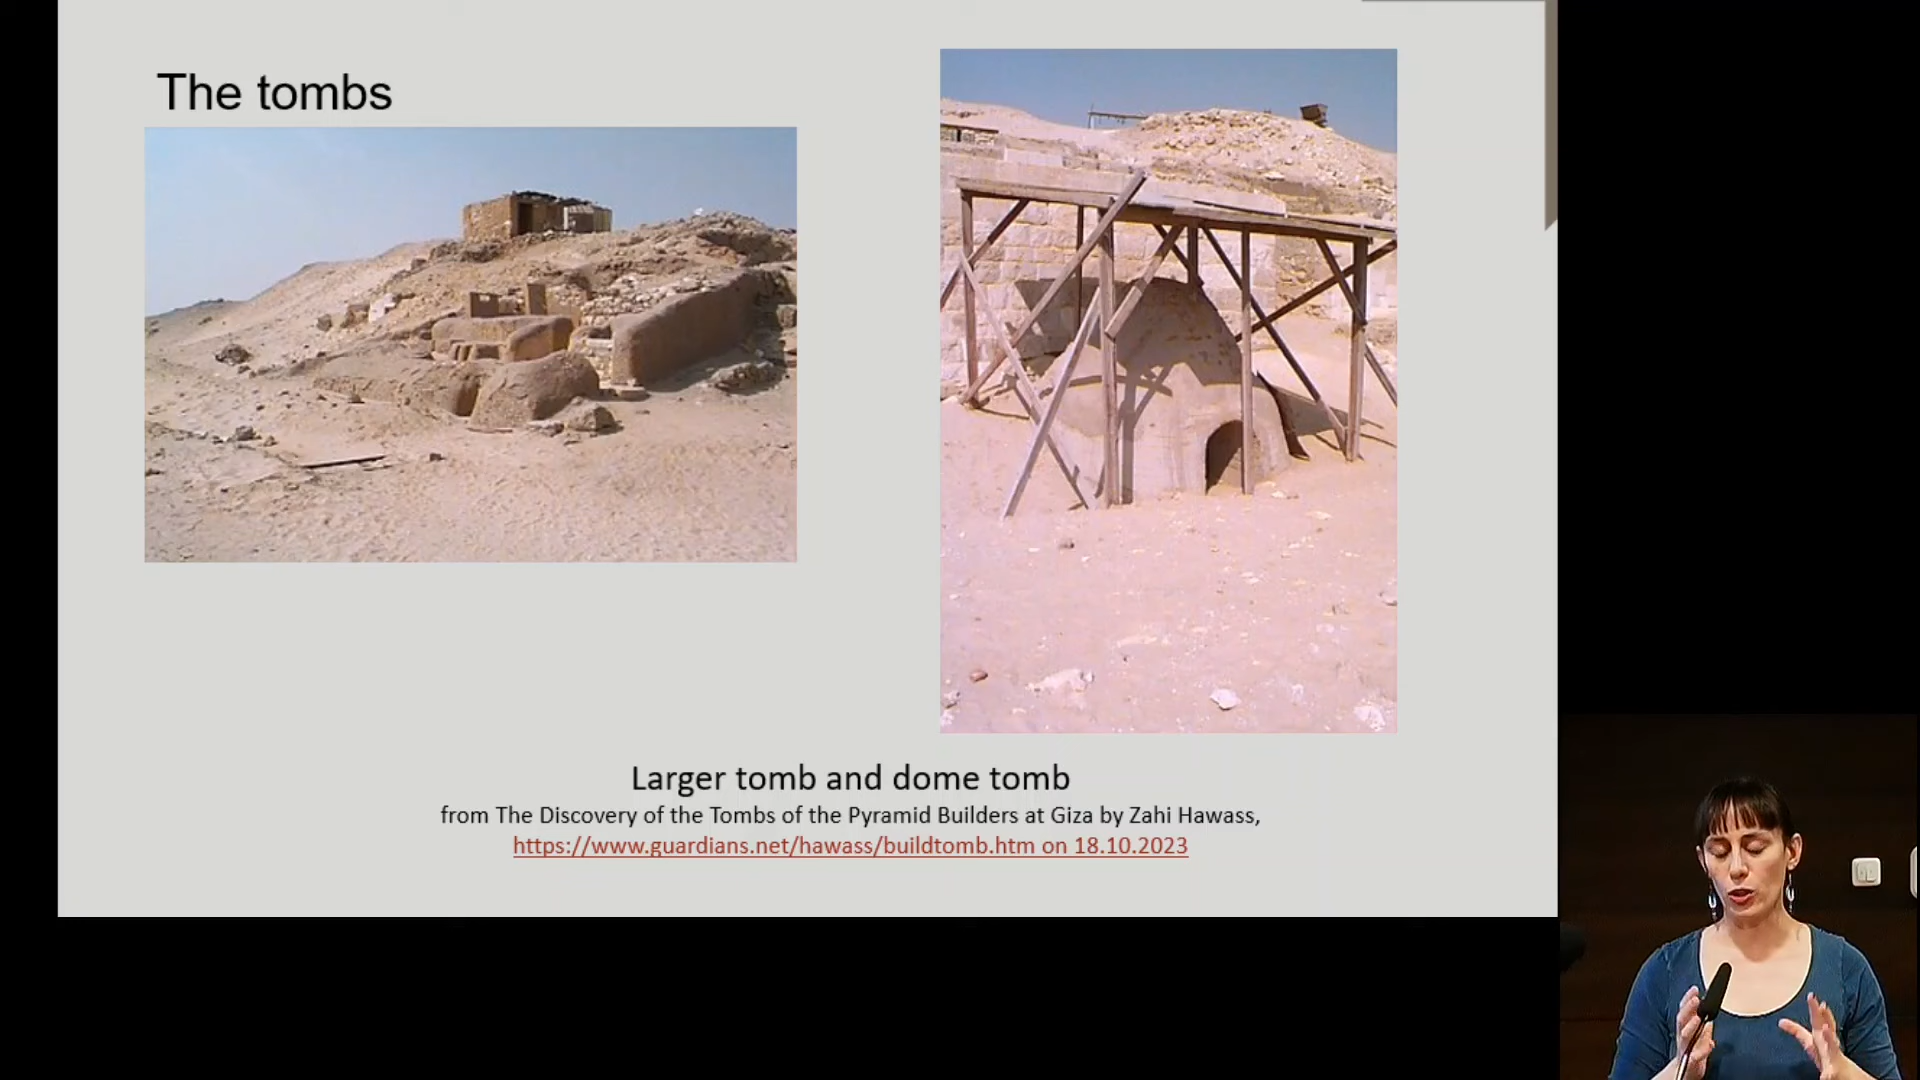 The tombs
Larger tomb and dome tomb
from The Discovery of the Tombs of the Pyramid Builders at Giza by Zahi Hawass,
https://www.guardians.net/hawass/buildtomb.htm on 18.10.2023